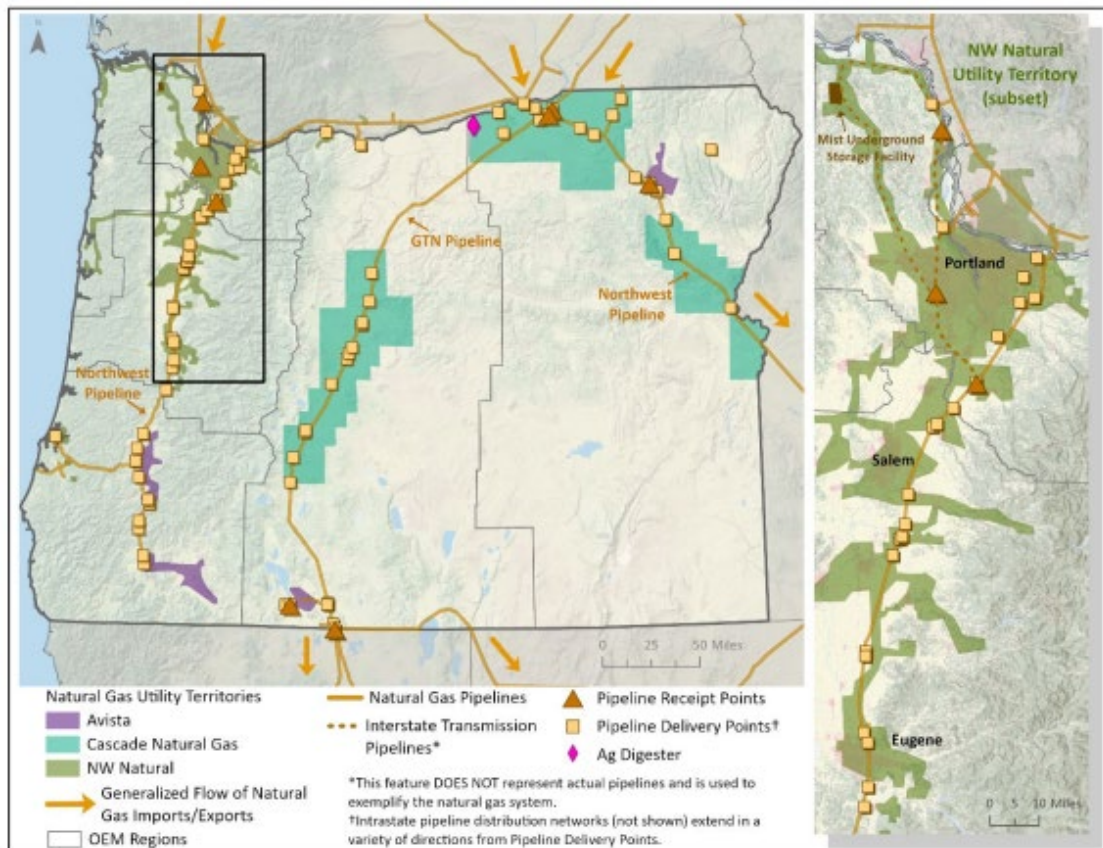 GTN Pipeline
Northwest
Pipeline
Northwest
Pipeline
0 25 50 Miles
NW Natural
Utility Territory
(subset)
Mist Underground
Storage Facility
Portland
Salem
Eugene
0 5 10 Miles
Natural Gas Utility Territories
Avista
Cascade Natural Gas
NW Natural
Generalized Flow of Natural
Gas Imports/Exports
OEM Regions
Natural Gas Pipelines
Interstate Transmission
Pipelines*
Pipeline Receipt Points
Pipeline Delivery Points†
Ag Digester
*This feature DOES NOT represent actual pipelines and is used to
exemplify the natural gas system.
†Intrastate pipeline distribution networks (not shown) extend in a
variety of directions from Pipeline Delivery Points.